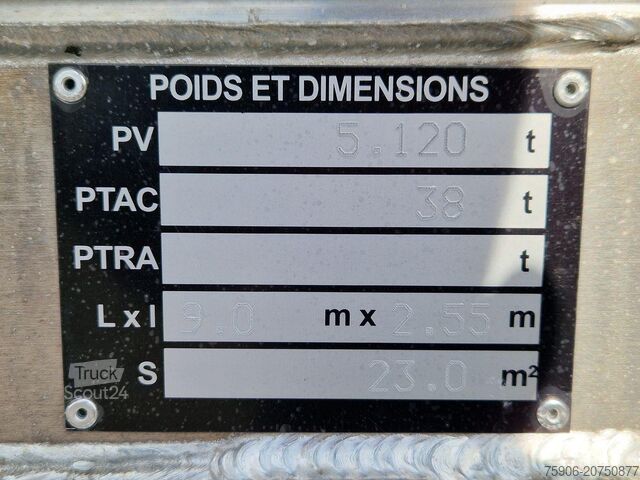 POIDS ET DIMENSIONS
PV 5.120 t
PTAC 38 t
PTRA t
L x l 9.0 m x 2.55 m
S 23.0 m²
Truck
Scout24
75906-20750877